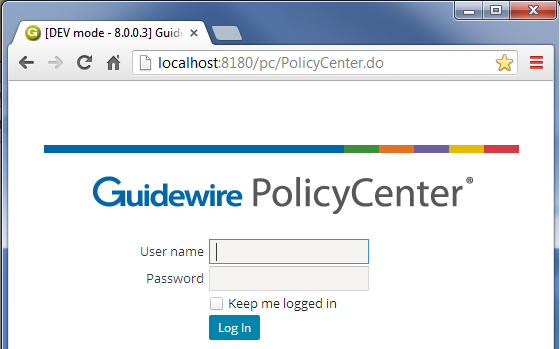 [DEV mode - 8.0.0.3] Guid
localhost:8180/pc/PolicyCenter.do
Guidewire PolicyCenter®
User name
Password
Keep me logged in
Log In